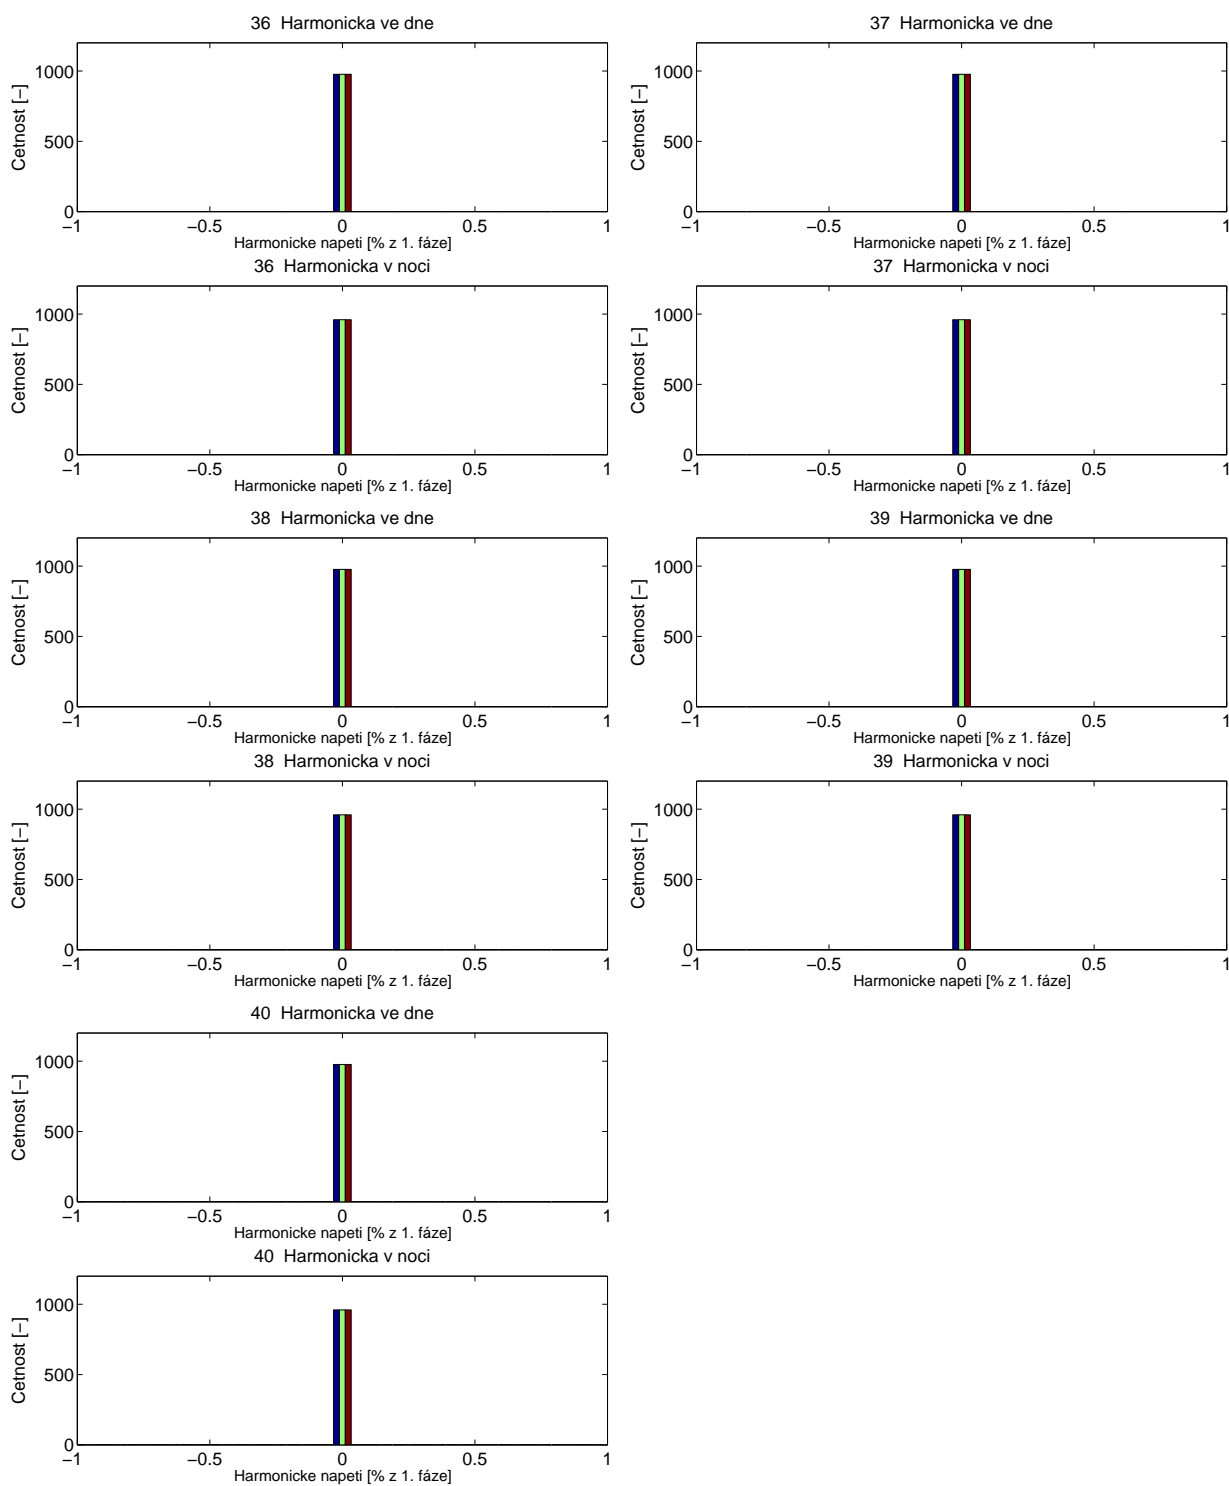 36  Harmonicka ve dne
Cetnost [−]
1000
500
0
−1 −0.5 0 0.5 1
Harmonicke napeti [% z 1. fáze]
37  Harmonicka ve dne
Cetnost [−]
1000
500
0
−1 −0.5 0 0.5 1
Harmonicke napeti [% z 1. fáze]
36  Harmonicka v noci
Cetnost [−]
1000
500
0
−1 −0.5 0 0.5 1
Harmonicke napeti [% z 1. fáze]
37  Harmonicka v noci
Cetnost [−]
1000
500
0
−1 −0.5 0 0.5 1
Harmonicke napeti [% z 1. fáze]
38  Harmonicka ve dne
Cetnost [−]
1000
500
0
−1 −0.5 0 0.5 1
Harmonicke napeti [% z 1. fáze]
39  Harmonicka ve dne
Cetnost [−]
1000
500
0
−1 −0.5 0 0.5 1
Harmonicke napeti [% z 1. fáze]
38  Harmonicka v noci
Cetnost [−]
1000
500
0
−1 −0.5 0 0.5 1
Harmonicke napeti [% z 1. fáze]
39  Harmonicka v noci
Cetnost [−]
1000
500
0
−1 −0.5 0 0.5 1
Harmonicke napeti [% z 1. fáze]
40  Harmonicka ve dne
Cetnost [−]
1000
500
0
−1 −0.5 0 0.5 1
Harmonicke napeti [% z 1. fáze]
40  Harmonicka v noci
Cetnost [−]
1000
500
0
−1 −0.5 0 0.5 1
Harmonicke napeti [% z 1. fáze]